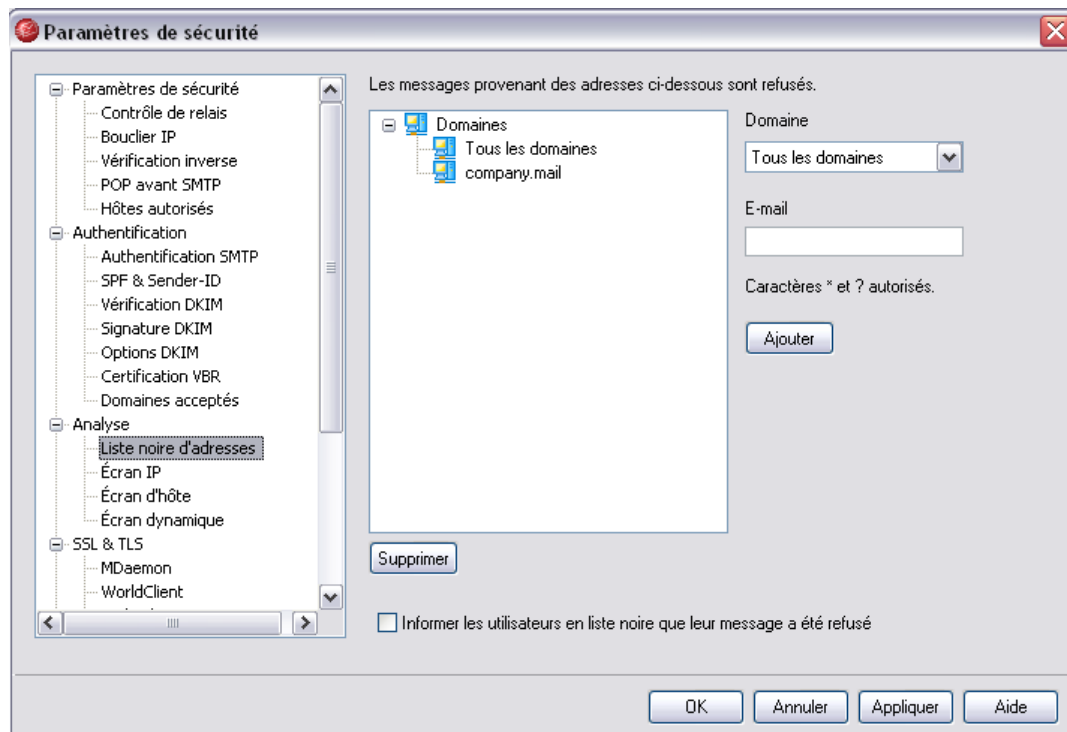 Paramètres de sécurité
Paramètres de sécurité
Contrôle de relais
Bouclier IP
Vérification inverse
POP avant SMTP
Hôtes autorisés
Authentification
Authentification SMTP
SPF & Sender-ID
Vérification DKIM
Signature DKIM
Options DKIM
Certification VBR
Domaines acceptés
Analyse
Liste noire d'adresses
Écran IP
Écran d'hôte
Écran dynamique
SSL & TLS
MDaemon
WorldClient
Les messages provenant des adresses ci-dessous sont refusés.
Domaines
Tous les domaines
company.mail
Supprimer
Domaine
Tous les domaines
E-mail
Caractères * et ? autorisés.
Ajouter
Informer les utilisateurs en liste noire que leur message a été refusé
OK
Annuler
Appliquer
Aide